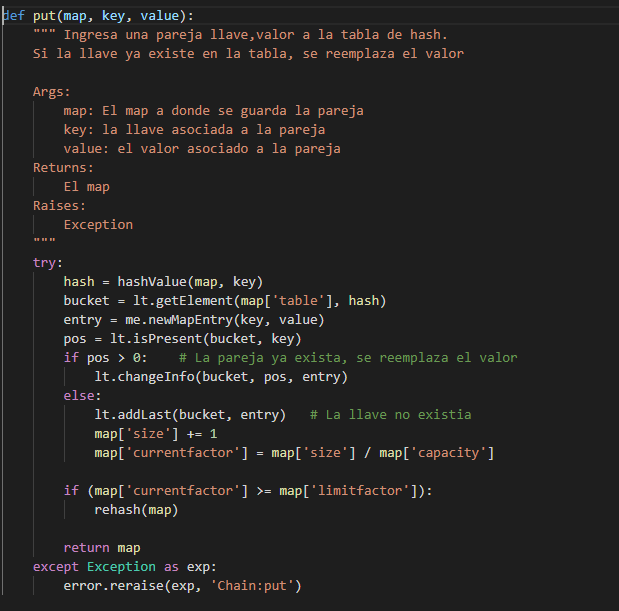 def put(map, key, value):
    """ Ingresa una pareja llave,valor a la tabla de hash.
    Si la llave ya existe en la tabla, se reemplaza el valor

    Args:
        map: El map a donde se guarda la pareja
        key: la llave asociada a la pareja
        value: el valor asociado a la pareja
    Returns:
        El map
    Raises:
        Exception
    """
    try:
        hash = hashValue(map, key)
        bucket = lt.getElement(map['table'], hash)
        entry = me.newMapEntry(key, value)
        pos = lt.isPresent(bucket, key)
        if pos > 0:    # La pareja ya exista, se reemplaza el valor
            lt.changeInfo(bucket, pos, entry)
        else:
            lt.addLast(bucket, entry)   # La llave no existia
            map['size'] += 1
            map['currentfactor'] = map['size'] / map['capacity']

        if (map['currentfactor'] >= map['limitfactor']):
            rehash(map)

        return map
    except Exception as exp:
        error.reraise(exp, 'Chain:put')